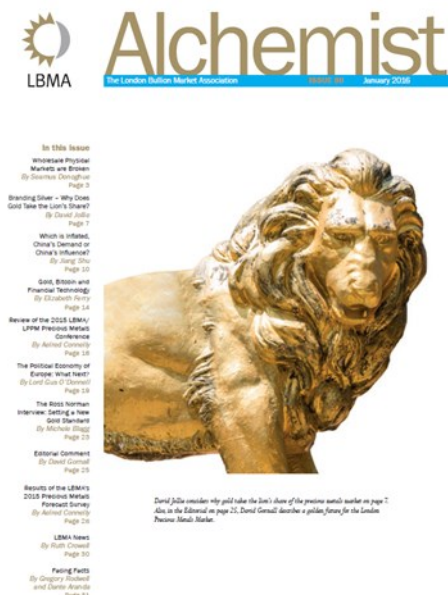 LBMA
Alchemist
The London Bullion Market Association ISSUE 80 January 2016
In this issue
Wholesale Physical
Markets are Broken
By Seamus Donoghue
Page 3
Branding Silver – Why Does
Gold Take the Lion's Share?
By David Jollie
Page 7
Which is Inflated,
China's Demand or
China's Influence?
By Jiang Shu
Page 10
Gold, Bitcoin and
Financial Technology
By Elizabeth Ferry
Page 14
Review of the 2015 LBMA/
LPPM Precious Metals
Conference
By Aelred Connelly
Page 16
The Political Economy of
Europe: What Next?
By Lord Gus O'Donnell
Page 19
The Ross Norman
Interview: Setting a New
Gold Standard
By Michele Blagg
Page 23
Editorial Comment
By David Gornall
Page 25
Results of the LBMA's
2015 Precious Metals
Forecast Survey
By Aelred Connelly
Page 28
LBMA News
By Ruth Crowell
Page 30
Facing Facts
By Gregory Rodwell
and Dante Aranda
Page 31
David Jollie considers why gold takes the lion's share of the precious metals market on page 7.
Also, in the Editorial on page 25, David Gornall describes a golden future for the London
Precious Metals Market.